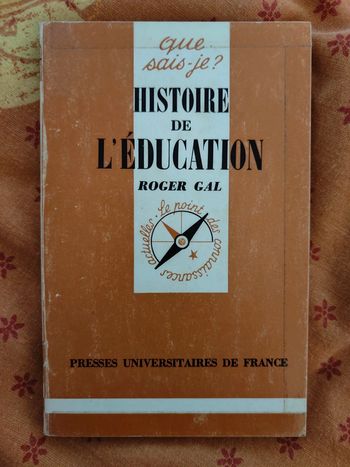 que
sais-je?
HISTOIRE
DE
L'ÉDUCATION
ROGER GAL
Le point des connaissances actuelles
PRESSES UNIVERSITAIRES DE FRANCE